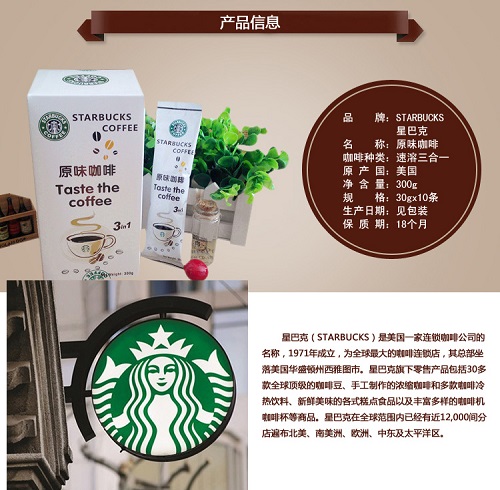 产品信息
STARBUCKS
COFFEE
STARBUCKS
COFFEE
原味咖啡
Taste the
coffee
3in1
STARBUCKS
COFFEE
原味咖啡
Taste the
coffee
3in1
品 牌：STARBUCKS
星巴克
名 称：原味咖啡
咖啡种类：速溶三合一
原 产 国：美国
净 含 量：300g
规 格：30gx10条
生产日期：见包装
保 质 期：18个月
星巴克（STARBUCKS）是美国一家连锁咖啡公司的
名称，1971年成立，为全球最大的咖啡连锁店，其总部坐
落美国华盛顿州西雅图市。星巴克旗下零售产品包括30多
款全球顶级的咖啡豆、手工制作的浓缩咖啡和多款咖啡冷
热饮料、新鲜美味的各式糕点食品以及丰富多样的咖啡机
咖啡杯等商品。星巴克在全球范围内已经有近12,000间分
店遍布北美、南美洲、欧洲、中东及太平洋区。